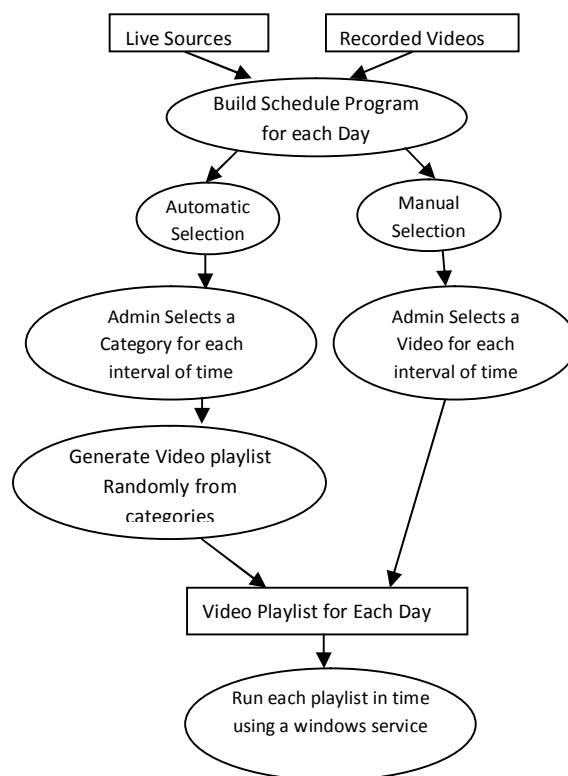 Live Sources
Recorded Videos
Build Schedule Program
for each Day
Automatic
Selection
Manual
Selection
Admin Selects a
Category for each
interval of time
Admin Selects a
Video for each
interval of time
Generate Video playlist
Randomly from
categories
Video Playlist for Each Day
Run each playlist in time
using a windows service